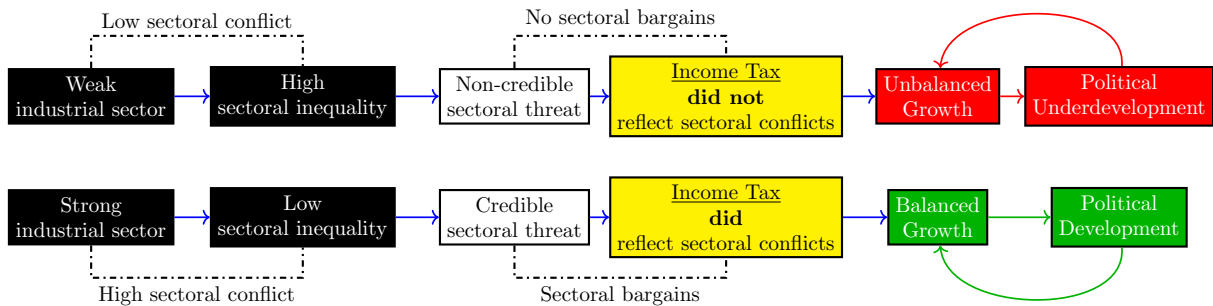 Low sectoral conflict
No sectoral bargains
Weak
industrial sector
High
sectoral inequality
Non-credible
sectoral threat
Income Tax
did not
reflect sectoral conflicts
Unbalanced
Growth
Political
Underdevelopment
Strong
industrial sector
Low
sectoral inequality
Credible
sectoral threat
Income Tax
did
reflect sectoral conflicts
Balanced
Growth
Political
Development
High sectoral conflict
Sectoral bargains